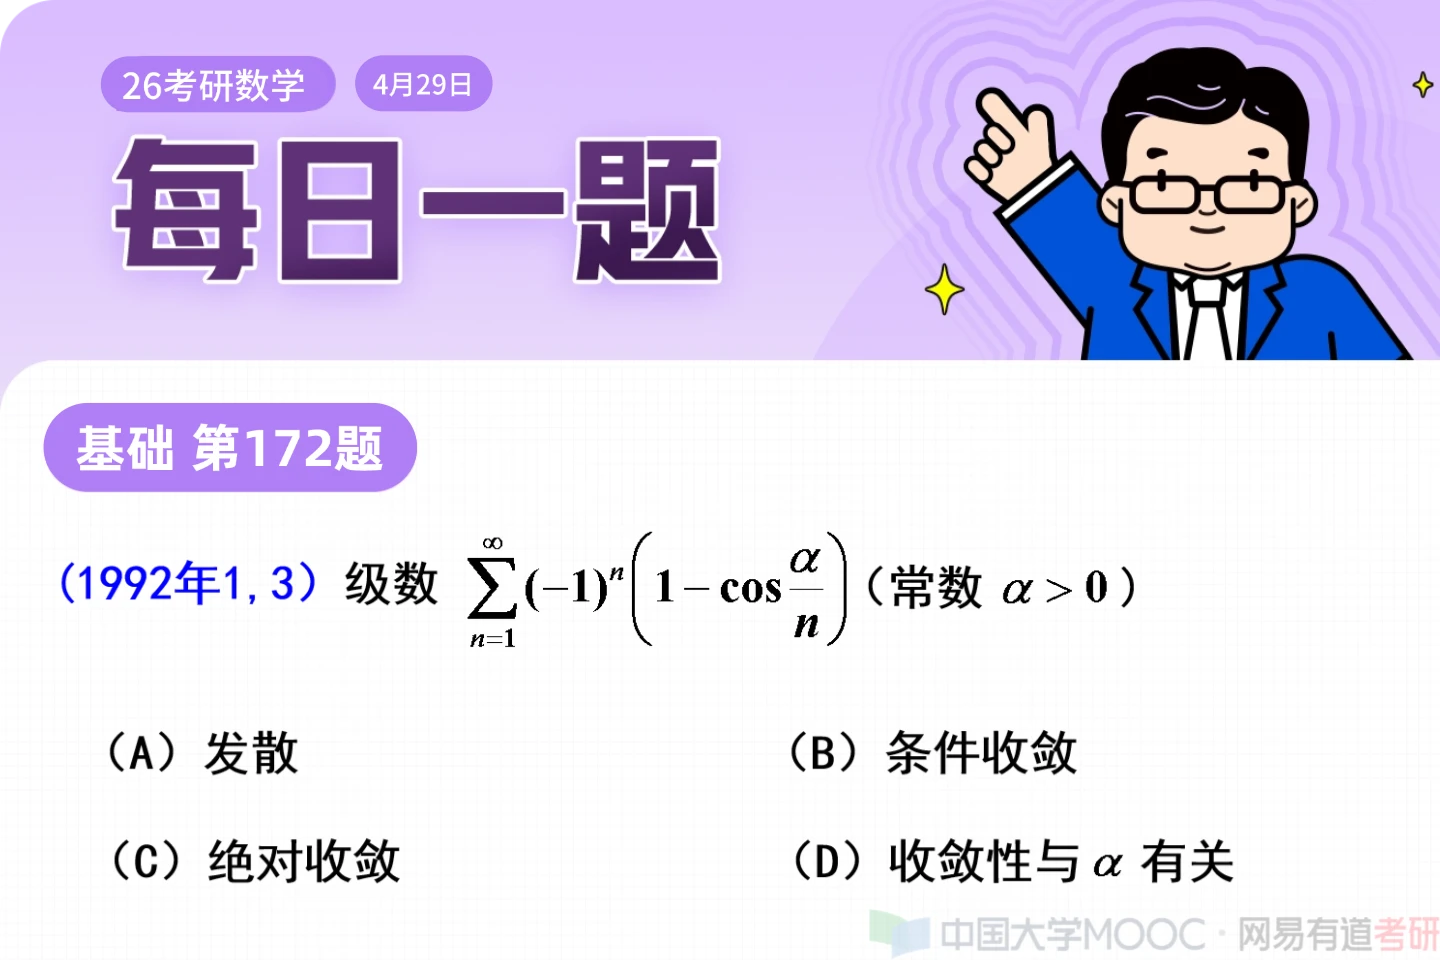 26考研数学 4月29日
每日一题
基础 第172题
(1992年1,3) 级数 $\sum_{n=1}^{\infty}(-1)^n\left(1-\cos\frac{\alpha}{n}\right)$ (常数 α > 0)
(A) 发散 (B) 条件收敛
(C) 绝对收敛 (D) 收敛性与 α 有关
中国大学MOOC · 网易有道考研